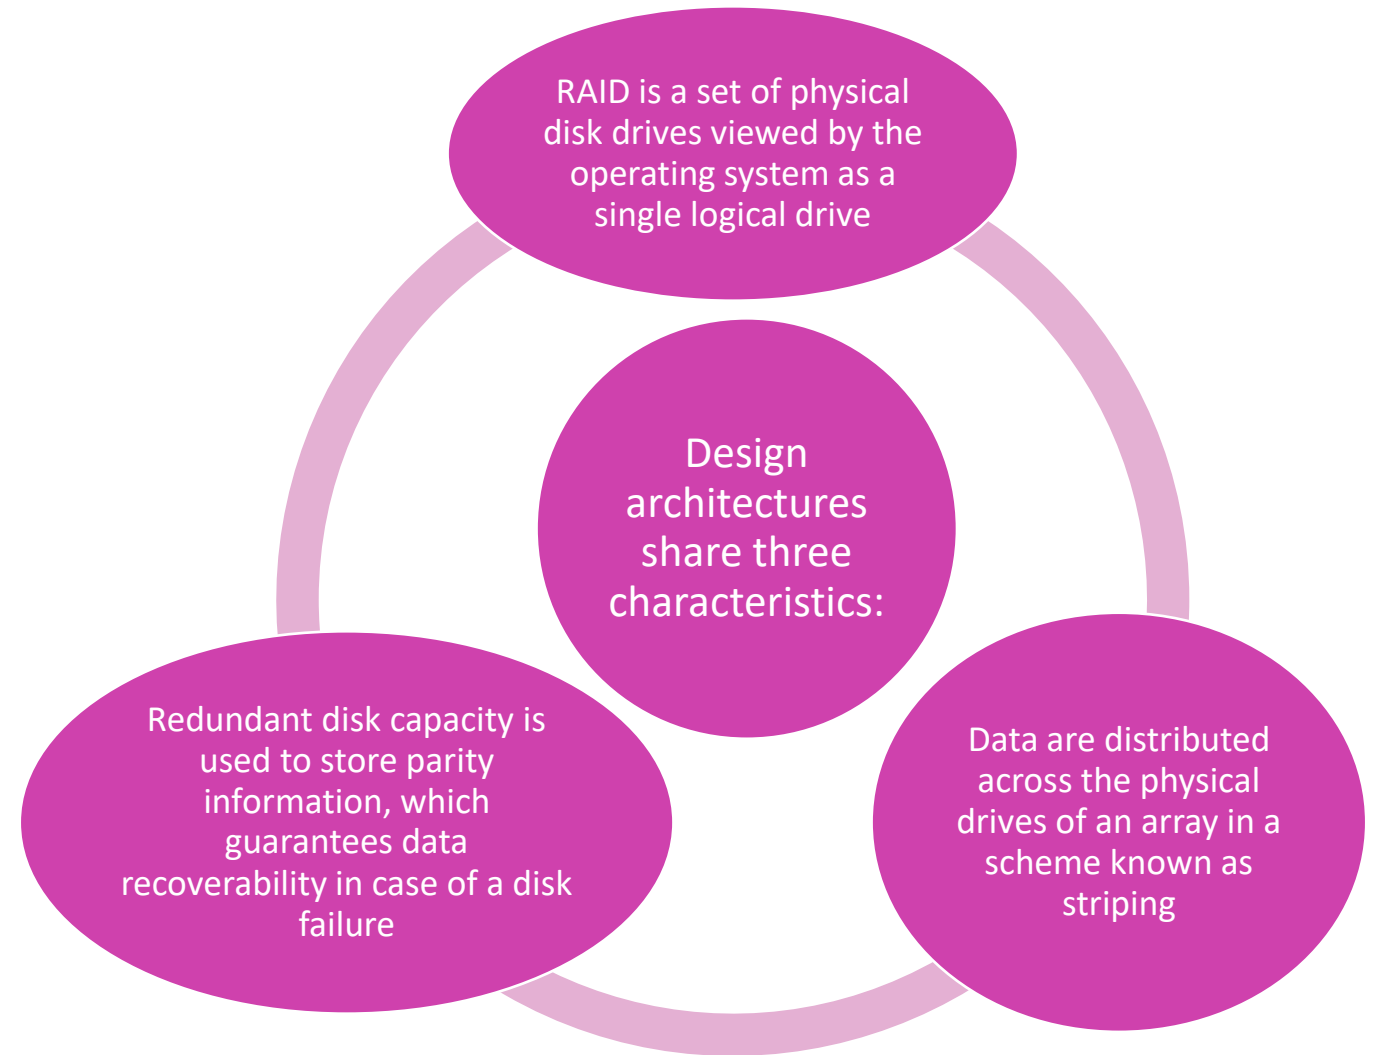 RAID is a set of physical
disk drives viewed by the
operating system as a
single logical drive
Design
architectures
share three
characteristics:
Data are distributed
across the physical
drives of an array in a
scheme known as
striping
Redundant disk capacity is
used to store parity
information, which
guarantees data
recoverability in case of a disk
failure